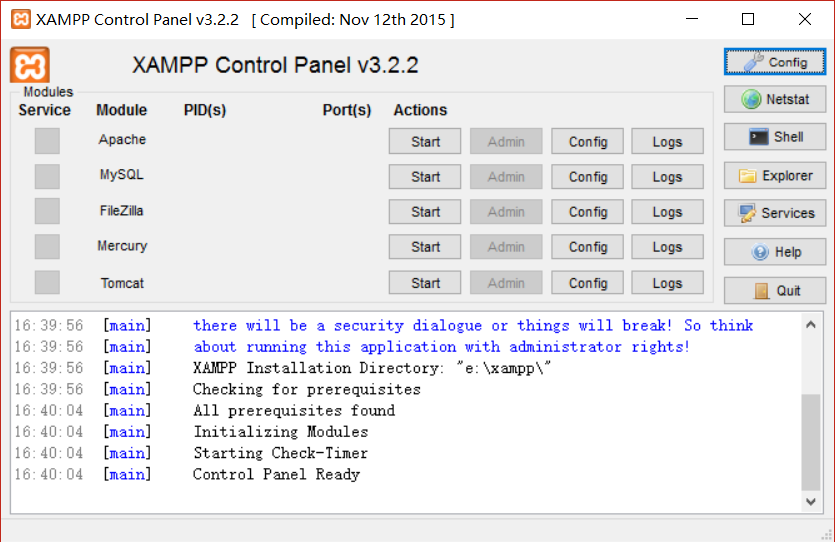 XAMPP Control Panel v3.2.2 [ Compiled: Nov 12th 2015 ]
XAMPP Control Panel v3.2.2
Config
Modules
Netstat
Service Module PID(s) Port(s) Actions
Apache Start Admin Config Logs
Shell
MySQL Start Admin Config Logs
Explorer
FileZilla Start Admin Config Logs
Services
Mercury Start Admin Config Logs
Help
Tomcat Start Admin Config Logs
Quit
16:39:56 [main] there will be a security dialogue or things will break! So think
16:39:56 [main] about running this application with administrator rights!
16:39:56 [main] XAMPP Installation Directory: "e:\xampp\"
16:39:56 [main] Checking for prerequisites
16:40:04 [main] All prerequisites found
16:40:04 [main] Initializing Modules
16:40:04 [main] Starting Check-Timer
16:40:04 [main] Control Panel Ready